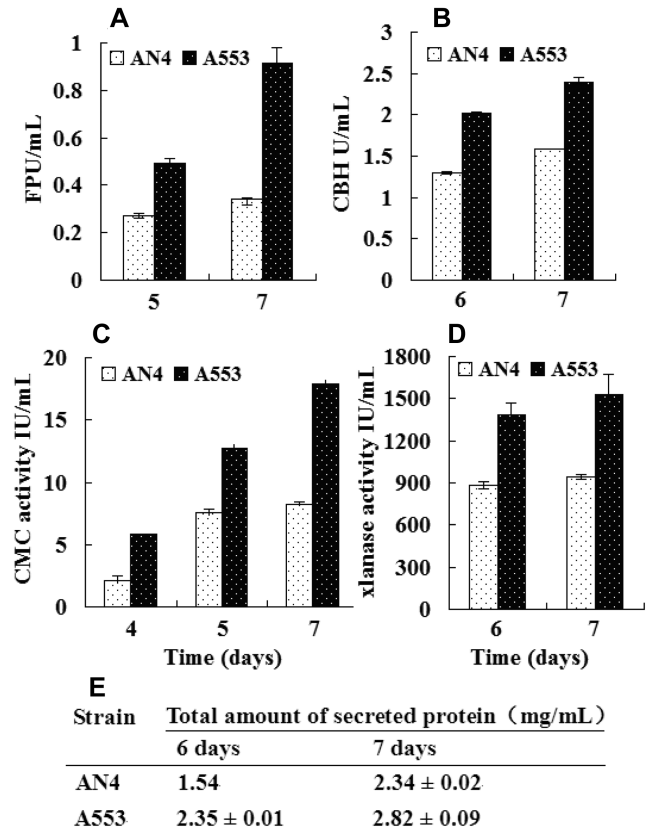 A
AN4 A553
FPU/mL
1
0.8
0.6
0.4
0.2
0
5 7
B
AN4 A553
CBH U/mL
3
2.5
2
1.5
1
0.5
0
6 7
C
AN4 A553
CMC activity IU/mL
20
15
10
5
0
4 5 7
Time (days)
D
AN4 A553
xlanase activity IU/mL
1800
1500
1200
900
600
300
0
6 7
Time (days)
E
Strain Total amount of secreted protein（mg/mL）
6 days 7 days
AN4 1.54 2.34 ± 0.02
A553 2.35 ± 0.01 2.82 ± 0.09